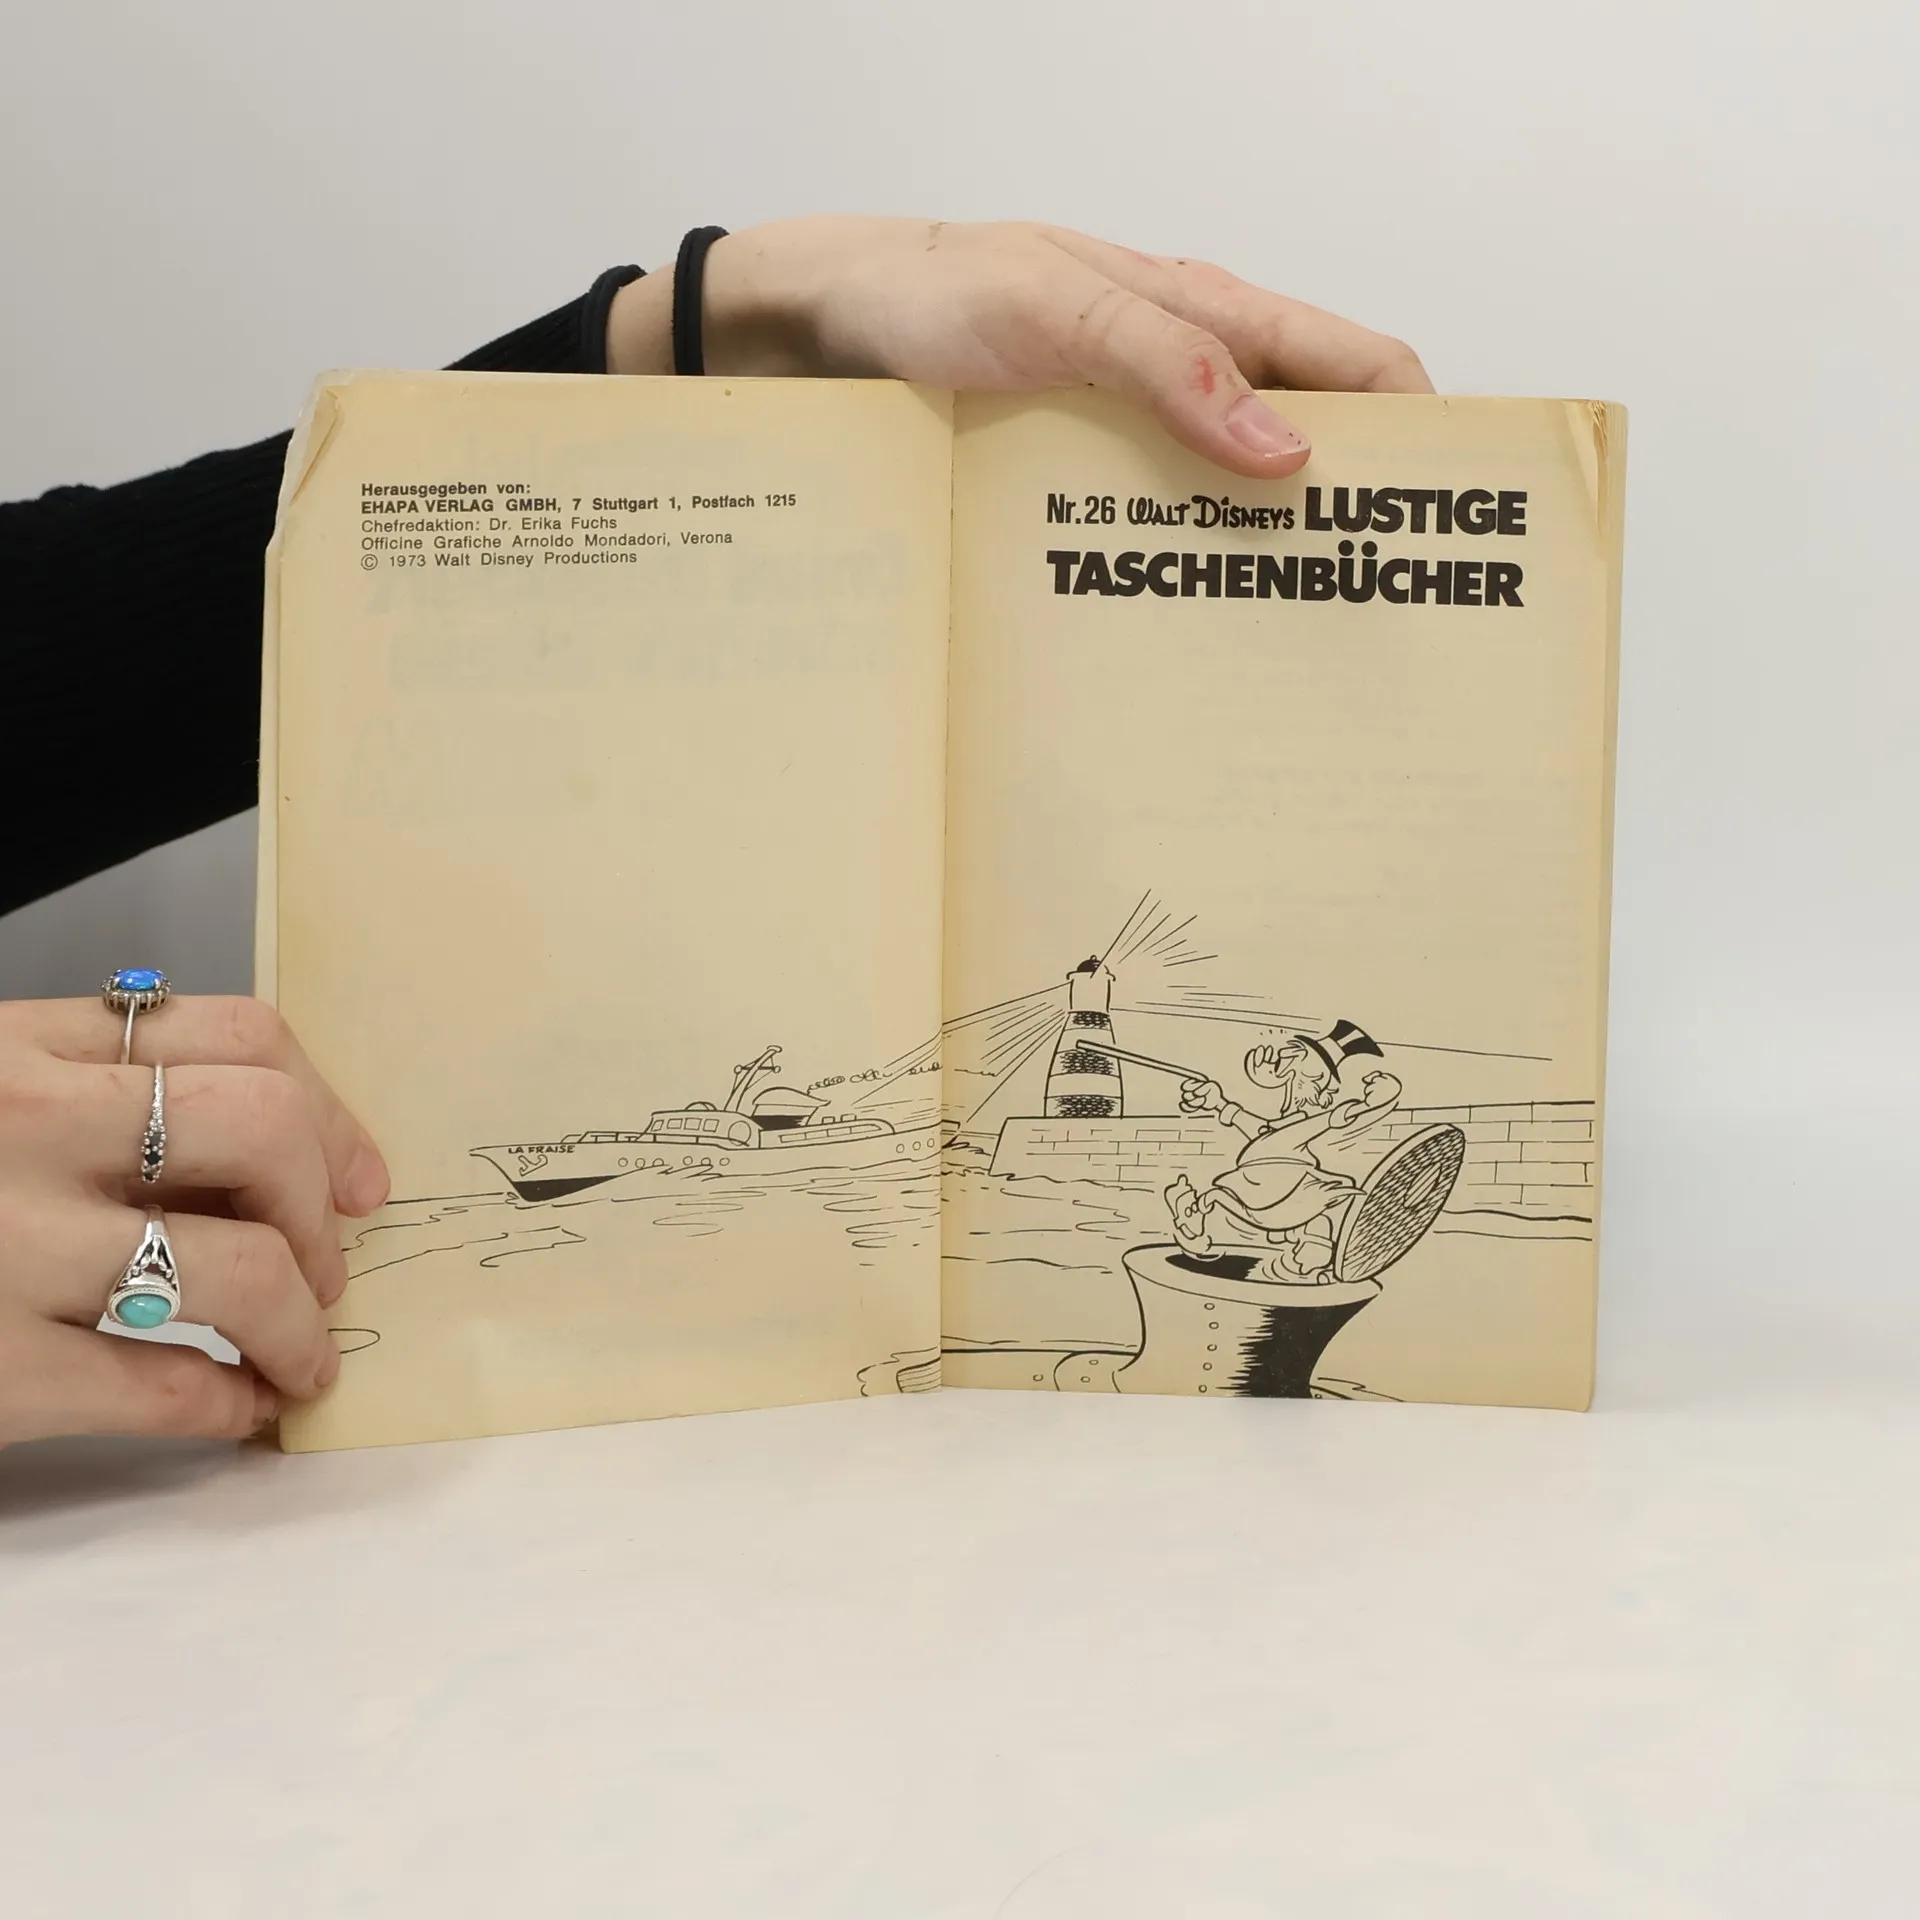 Herausgegeben von:
EHAPA VERLAG GMBH, 7 Stuttgart 1, Postfach 1215
Chefredaktion: Dr. Erika Fuchs
Officine Grafiche Arnoldo Mondadori, Verona
© 1973 Walt Disney Productions
Nr. 26 WALT DISNEYS LUSTIGE
TASCHENBÜCHER
LA FRAISE